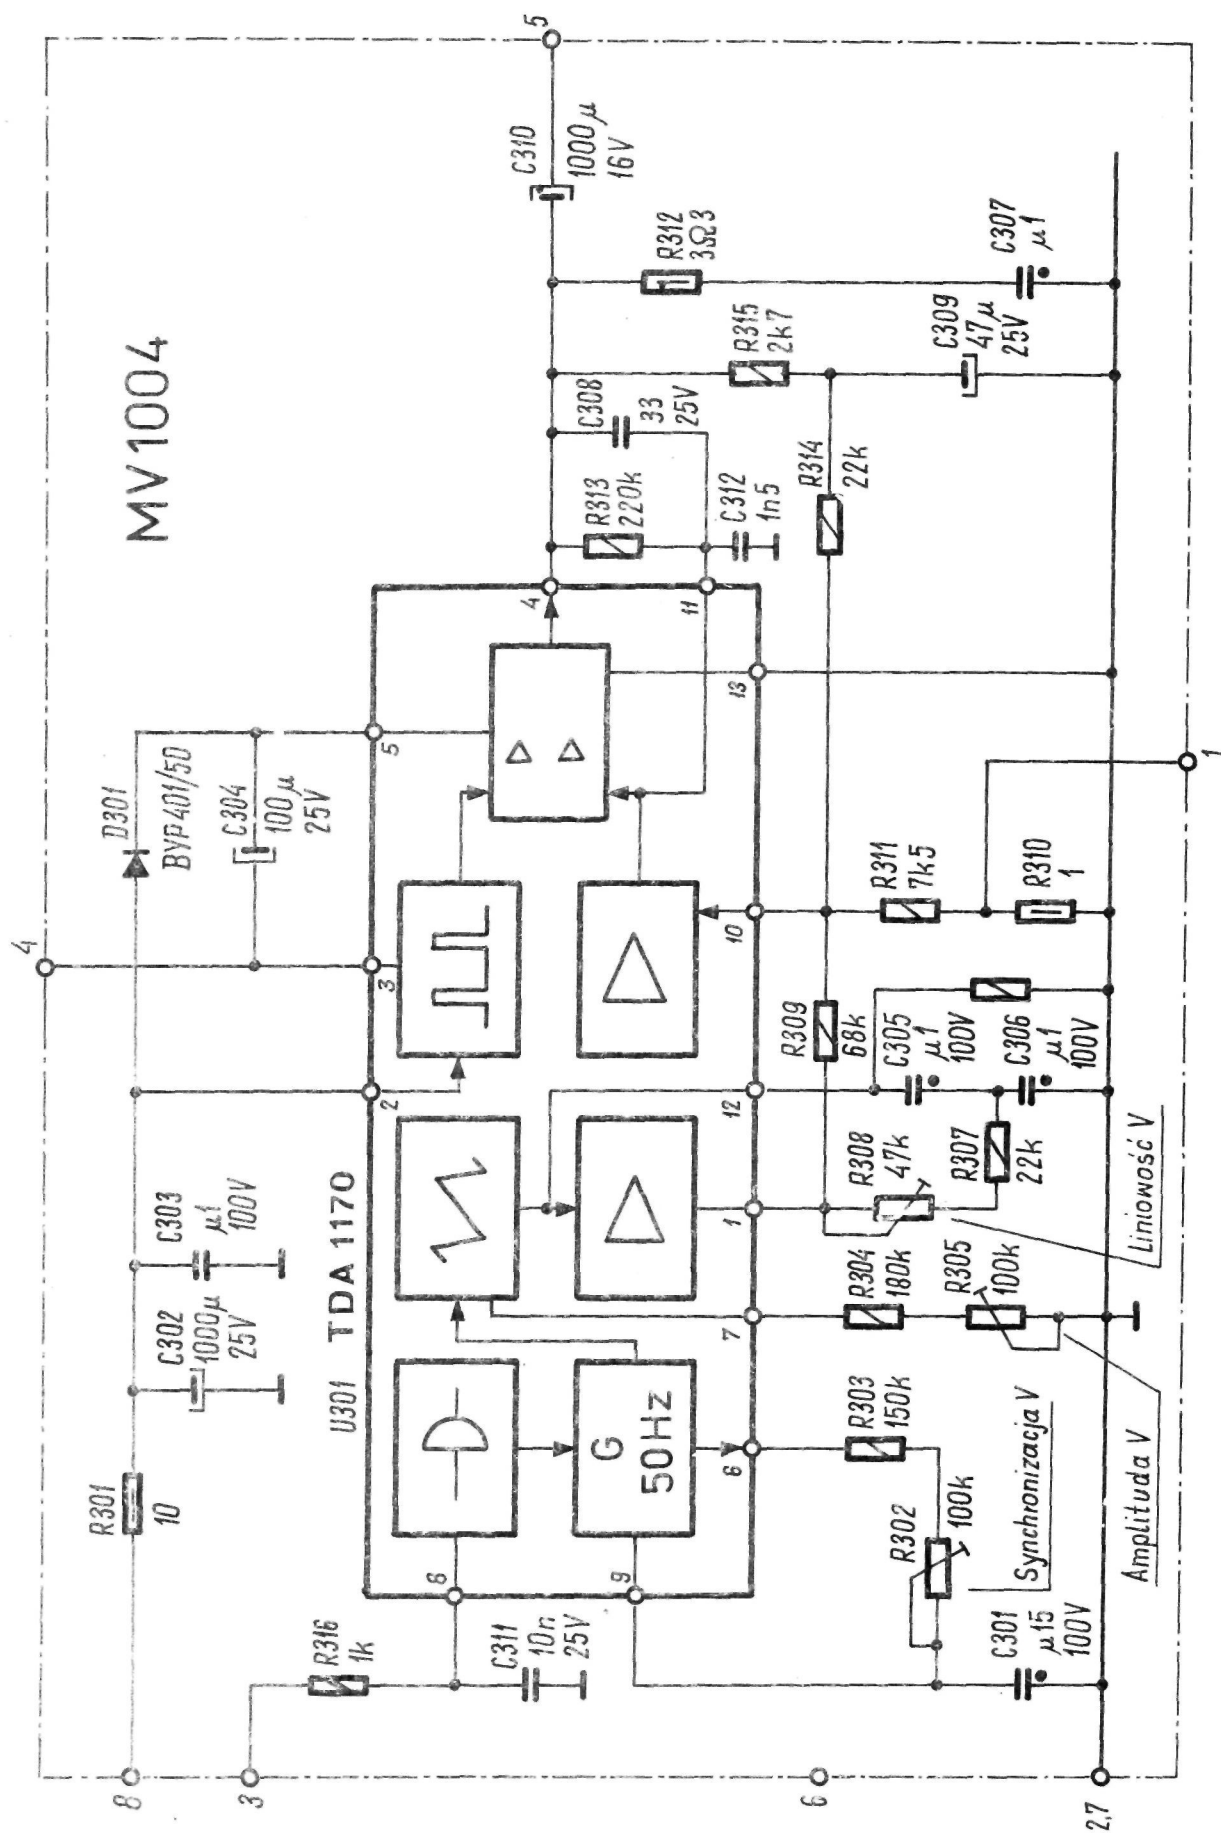 MV1004
8
R301
10
C302
1000µ
25V
C303
µ1
100V
4
D301
BYP401/50
C304
100µ
25V
3
R316
1k
C311
10n
25V
U301
TDA1170
8
9
G
50Hz
6
7
1
12
10
13
2
3
5
4
11
R313
220k
C308
33
25V
C312
1n5
C310
1000µ
16V
5
R312
3Ω3
C307
µ1
R315
2k7
C309
47µ
25V
R314
22k
R309
68k
R311
7k5
R310
1
1
C305
µ1
100V
C306
µ1
100V
R308
47k
R307
22k
Liniowość V
R304
180k
R305
100k
Amplituda V
R303
150k
R302
100k
Synchronizacja V
C301
µ15
100V
6
2,7